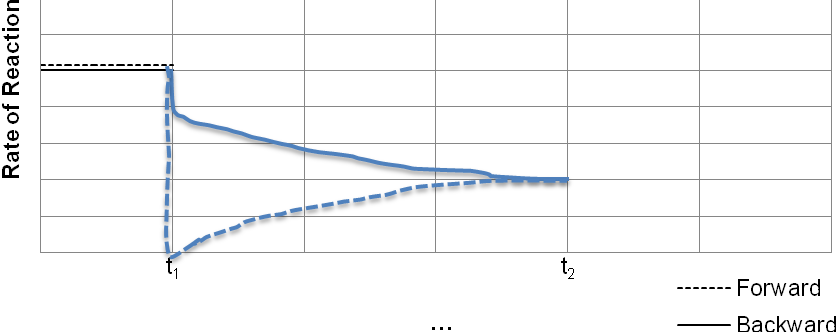 Rate of Reaction
t1
t2
Forward
Backward
...